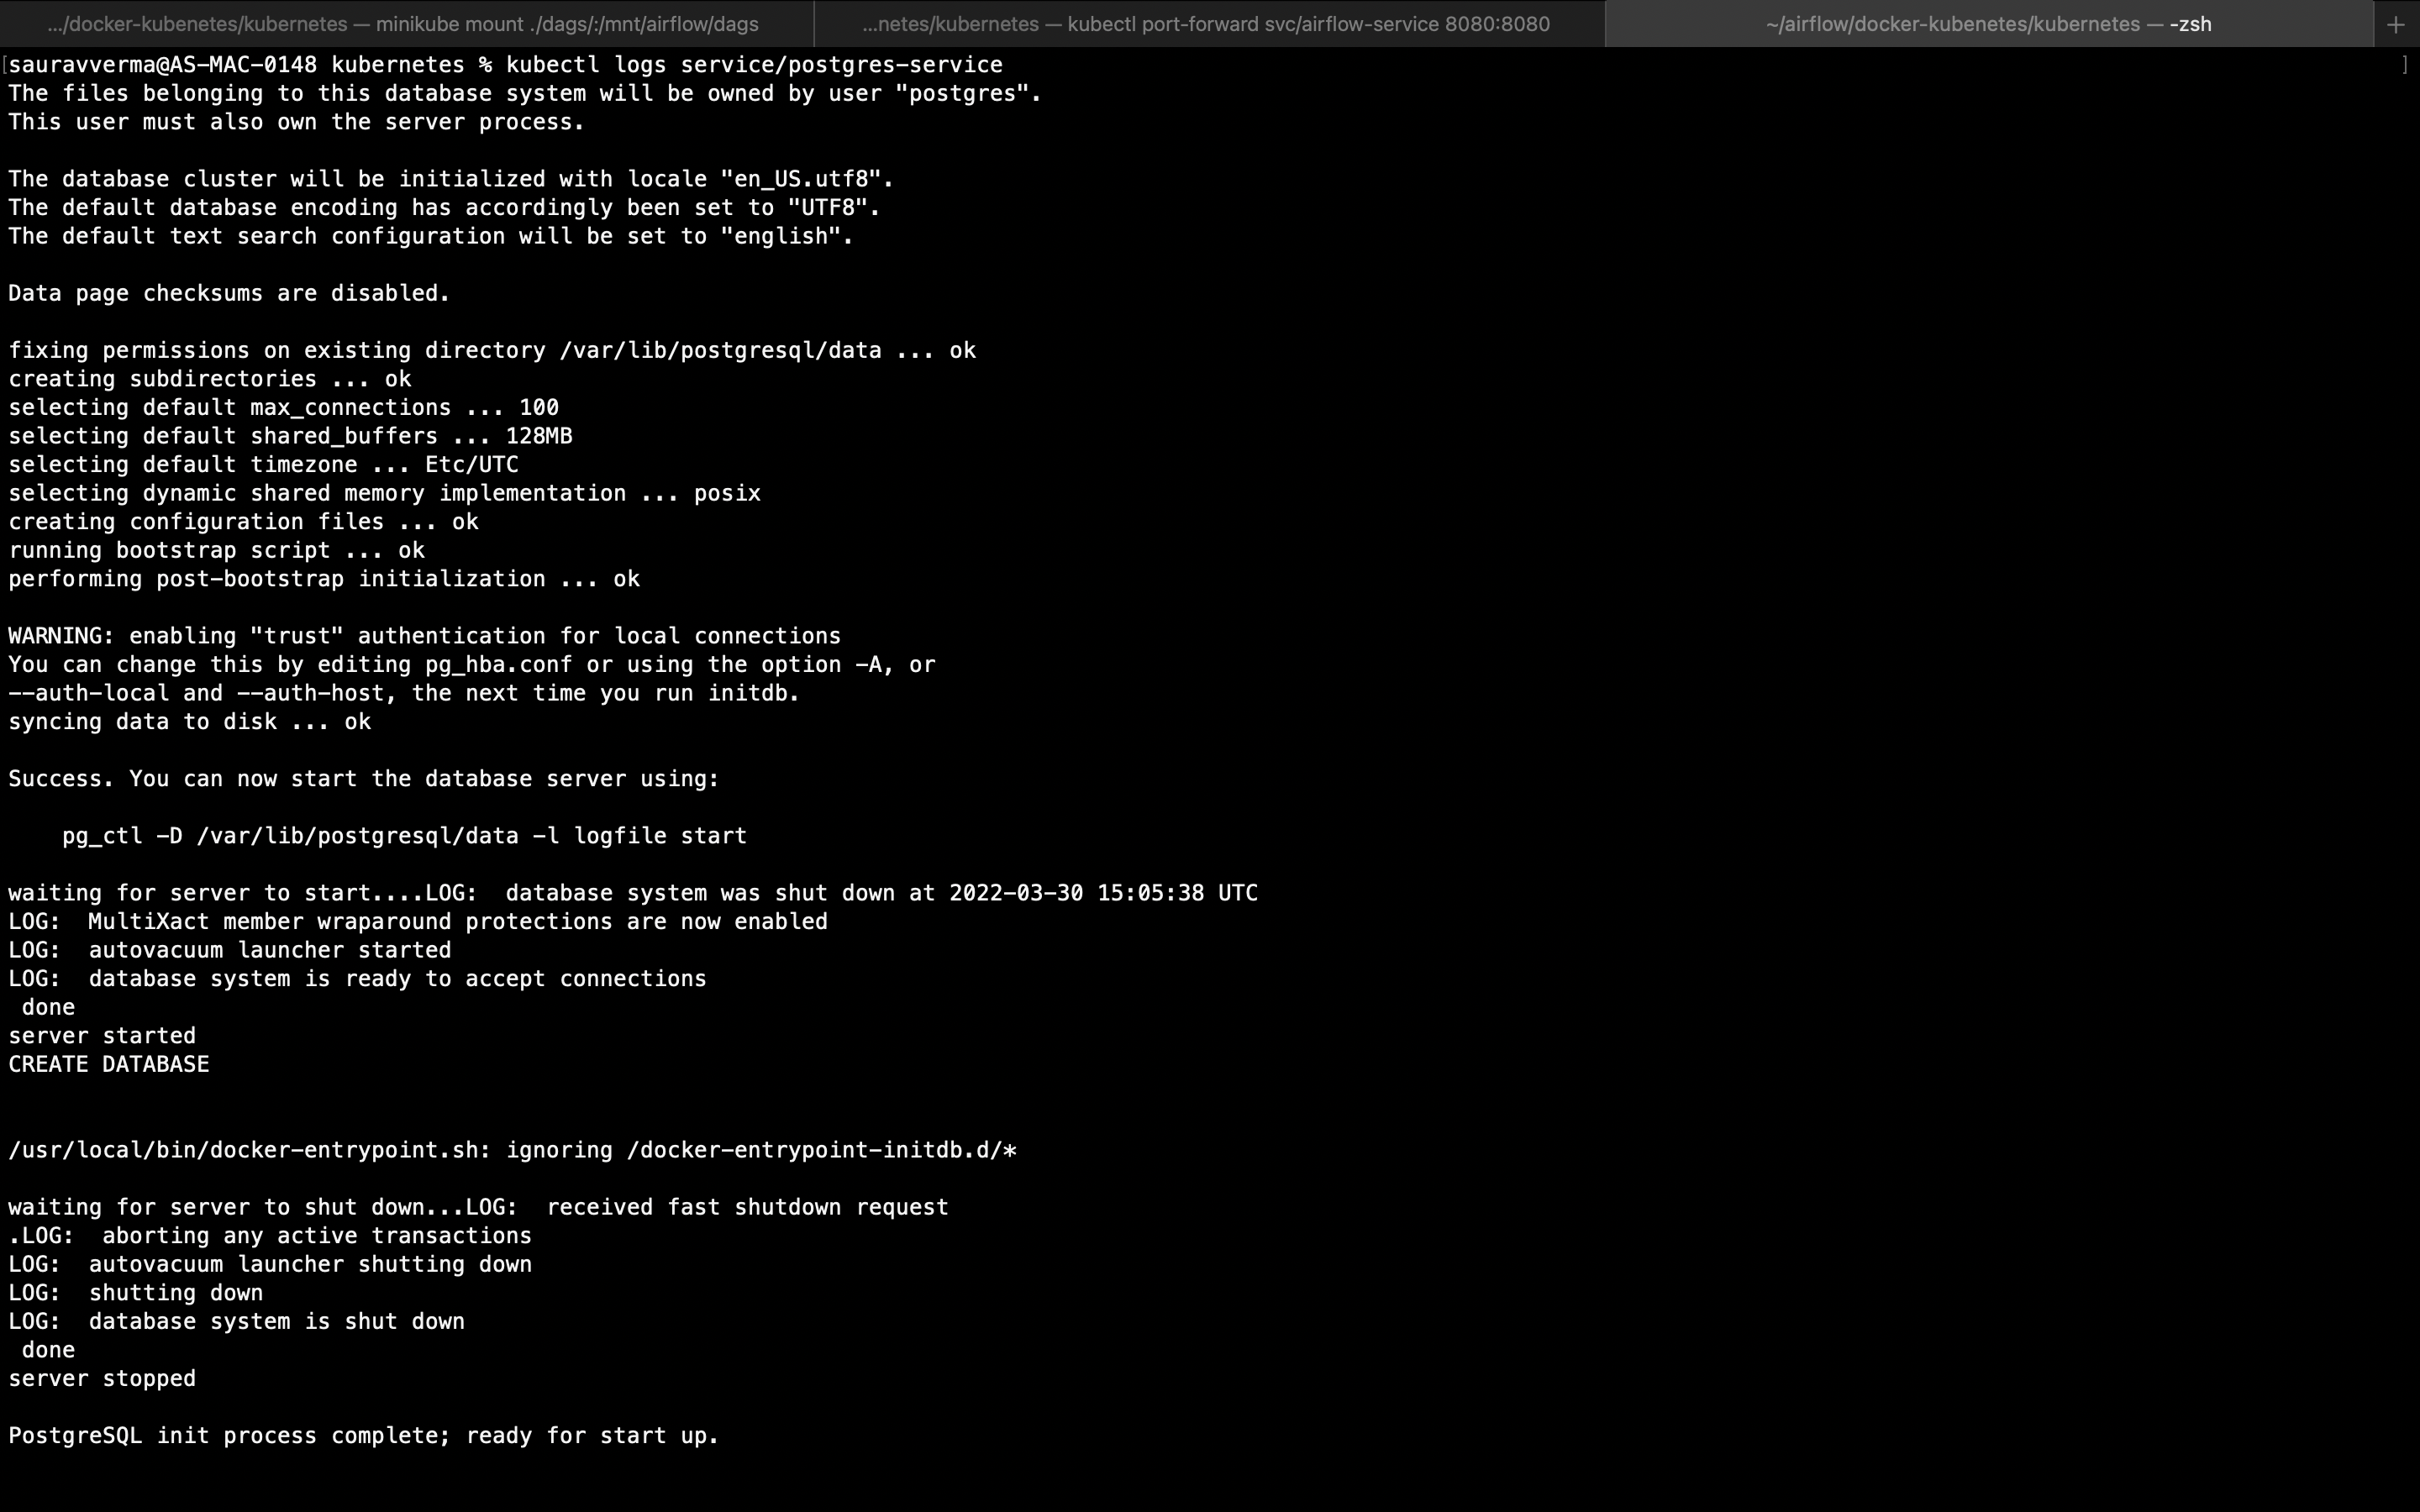 .../docker-kubenetes/kubernetes — minikube mount ./dags/:/mnt/airflow/dags
...netes/kubernetes — kubectl port-forward svc/airflow-service 8080:8080
~/airflow/docker-kubenetes/kubernetes — -zsh
+
[sauravverma@AS-MAC-0148 kubernetes % kubectl logs service/postgres-service ]
The files belonging to this database system will be owned by user "postgres".
This user must also own the server process.
The database cluster will be initialized with locale "en_US.utf8".
The default database encoding has accordingly been set to "UTF8".
The default text search configuration will be set to "english".
Data page checksums are disabled.
fixing permissions on existing directory /var/lib/postgresql/data ... ok
creating subdirectories ... ok
selecting default max_connections ... 100
selecting default shared_buffers ... 128MB
selecting default timezone ... Etc/UTC
selecting dynamic shared memory implementation ... posix
creating configuration files ... ok
running bootstrap script ... ok
performing post-bootstrap initialization ... ok
WARNING: enabling "trust" authentication for local connections
You can change this by editing pg_hba.conf or using the option -A, or
--auth-local and --auth-host, the next time you run initdb.
syncing data to disk ... ok
Success. You can now start the database server using:
    pg_ctl -D /var/lib/postgresql/data -l logfile start
waiting for server to start....LOG:  database system was shut down at 2022-03-30 15:05:38 UTC
LOG:  MultiXact member wraparound protections are now enabled
LOG:  autovacuum launcher started
LOG:  database system is ready to accept connections
 done
server started
CREATE DATABASE
/usr/local/bin/docker-entrypoint.sh: ignoring /docker-entrypoint-initdb.d/*
waiting for server to shut down...LOG:  received fast shutdown request
.LOG:  aborting any active transactions
LOG:  autovacuum launcher shutting down
LOG:  shutting down
LOG:  database system is shut down
 done
server stopped
PostgreSQL init process complete; ready for start up.